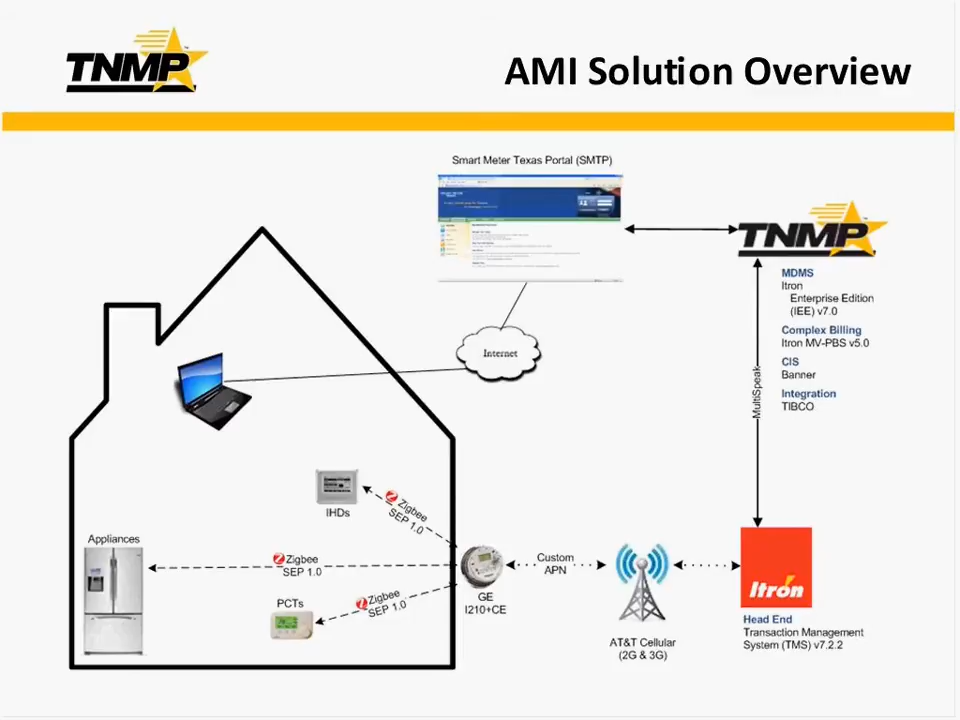 TNMP
AMI Solution Overview
Smart Meter Texas Portal (SMTP)
TNMP
MDMS
Itron
Enterprise Edition
(IEE) v7.0
Complex Billing
Itron MV-PBS v5.0
CIS
Banner
Integration
TIBCO
Internet
MultiSpeak
IHDs
Zigbee
SEP 1.0
Appliances
Zigbee
SEP 1.0
PCTs
Zigbee
SEP 1.0
GE
I210+CE
Custom
APN
AT&T Cellular
(2G & 3G)
Itron
Head End
Transaction Management
System (TMS) v7.2.2